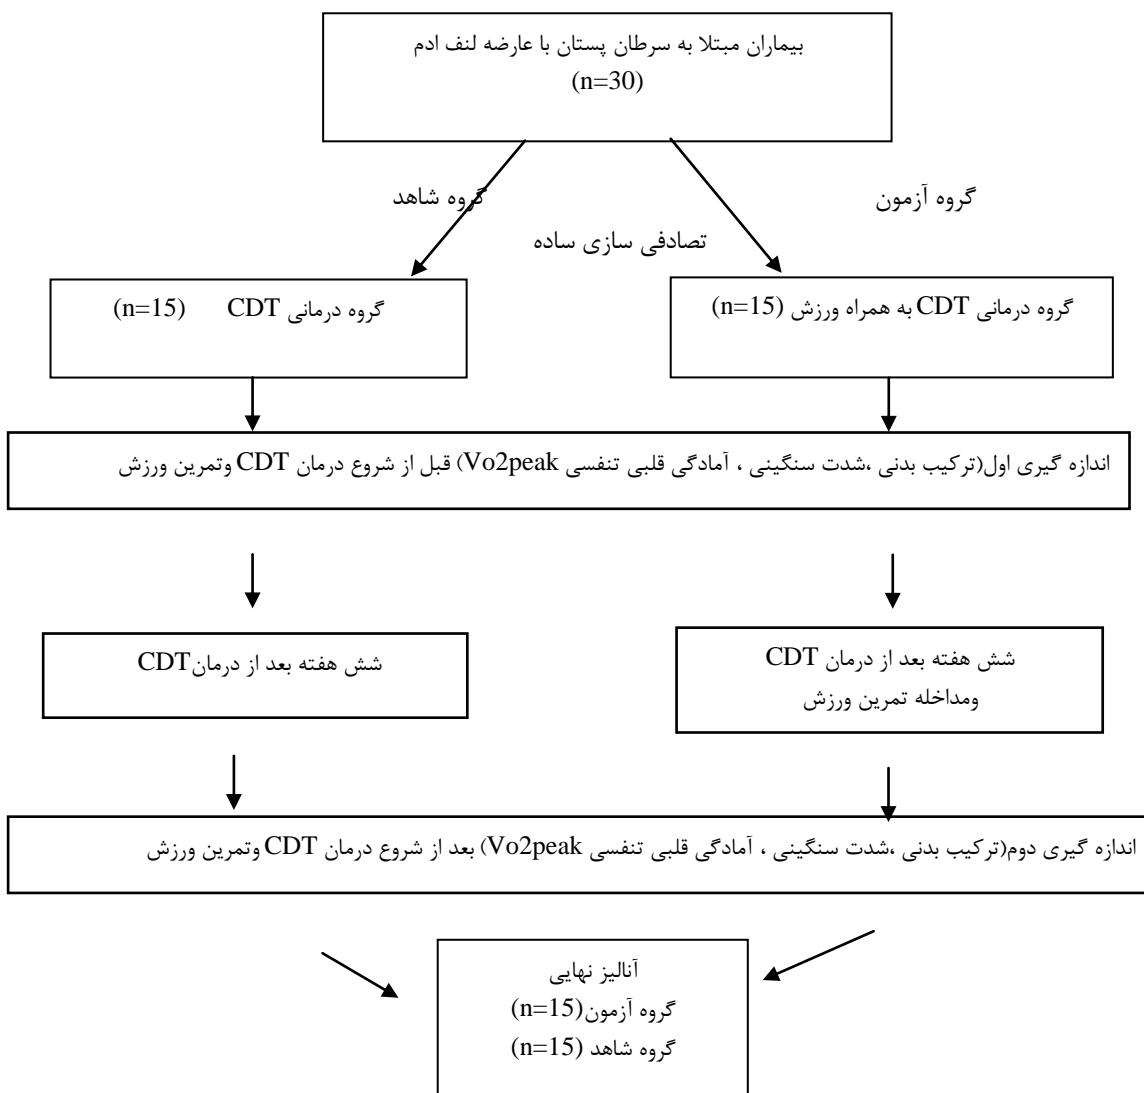 بیماران مبتلا به سرطان پستان با عارضه لنف ادم
(n=30)
گروه آزمون
گروه شاهد
تصادفی سازی ساده
گروه درمانی CDT به همراه ورزش (n=15)
گروه درمانی CDT (n=15)
اندازه گیری اول(ترکیب بدنی ،شدت سنگینی ، آمادگی قلبی تنفسی Vo2peak) قبل از شروع درمان CDT وتمرین ورزش
شش هفته بعد از درمان CDT
ومداخله تمرین ورزش
شش هفته بعد از درمانCDT
اندازه گیری دوم(ترکیب بدنی ،شدت سنگینی ، آمادگی قلبی تنفسی Vo2peak) بعد از شروع درمان CDT وتمرین ورزش
آنالیز نهایی
گروه آزمون(n=15)
گروه شاهد (n=15)